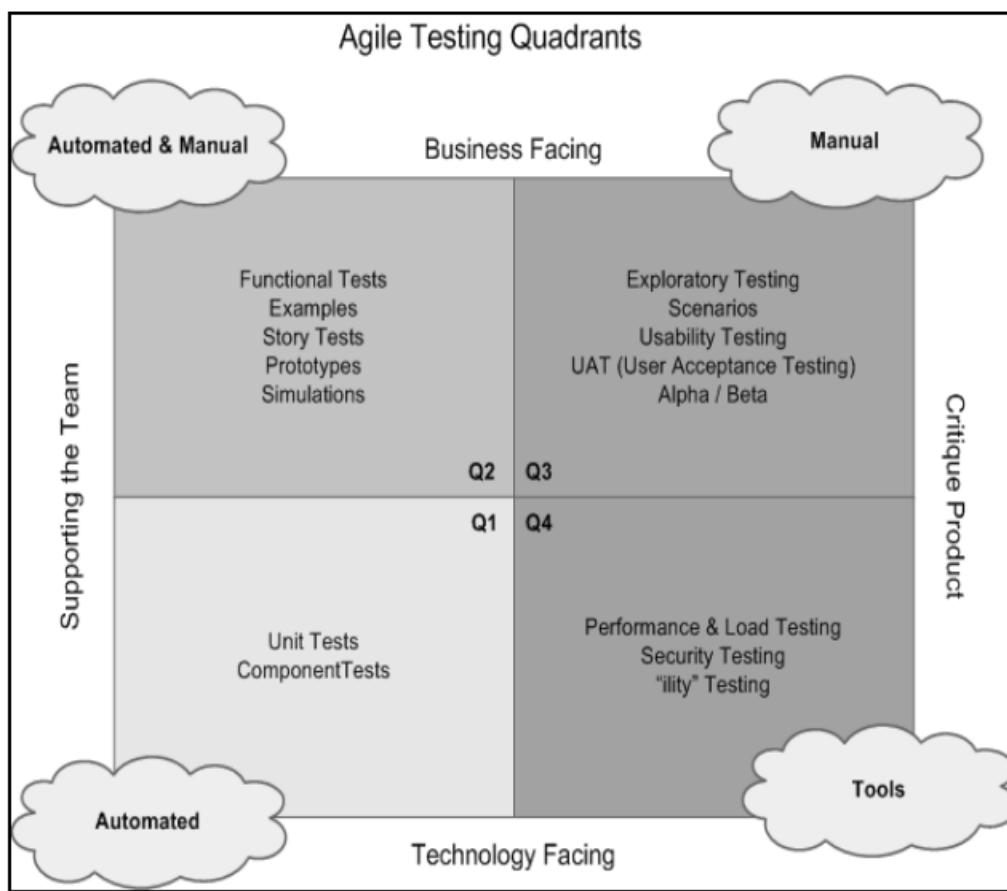 Agile Testing Quadrants
Automated & Manual
Manual
Business Facing
Functional Tests
Examples
Story Tests
Prototypes
Simulations
Exploratory Testing
Scenarios
Usability Testing
UAT (User Acceptance Testing)
Alpha / Beta
Supporting the Team
Critique Product
Q2
Q3
Q1
Q4
Unit Tests
ComponentTests
Performance & Load Testing
Security Testing
"ility" Testing
Automated
Tools
Technology Facing